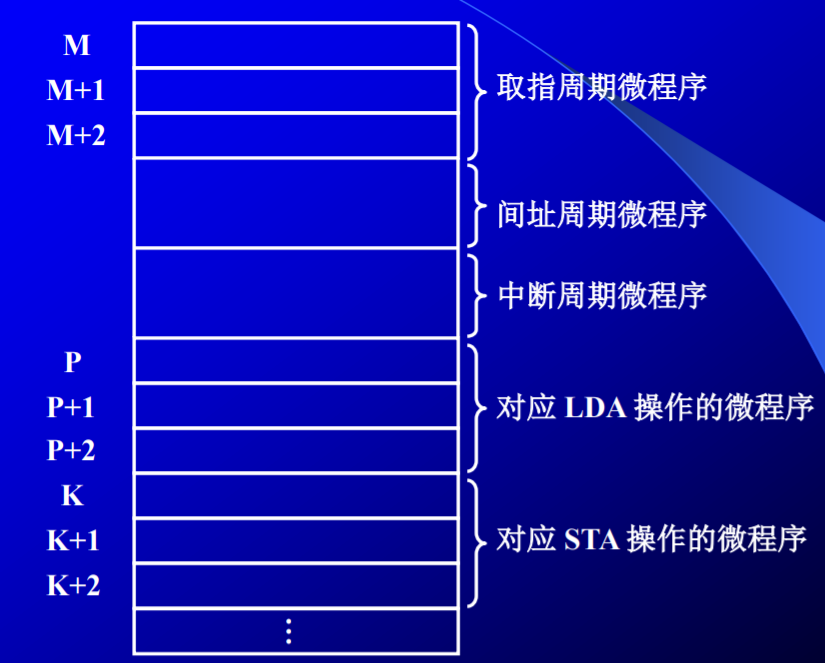 M
M+1
M+2
取指周期微程序
间址周期微程序
中断周期微程序
P
P+1
P+2
对应 LDA 操作的微程序
K
K+1
K+2
对应 STA 操作的微程序
⋮